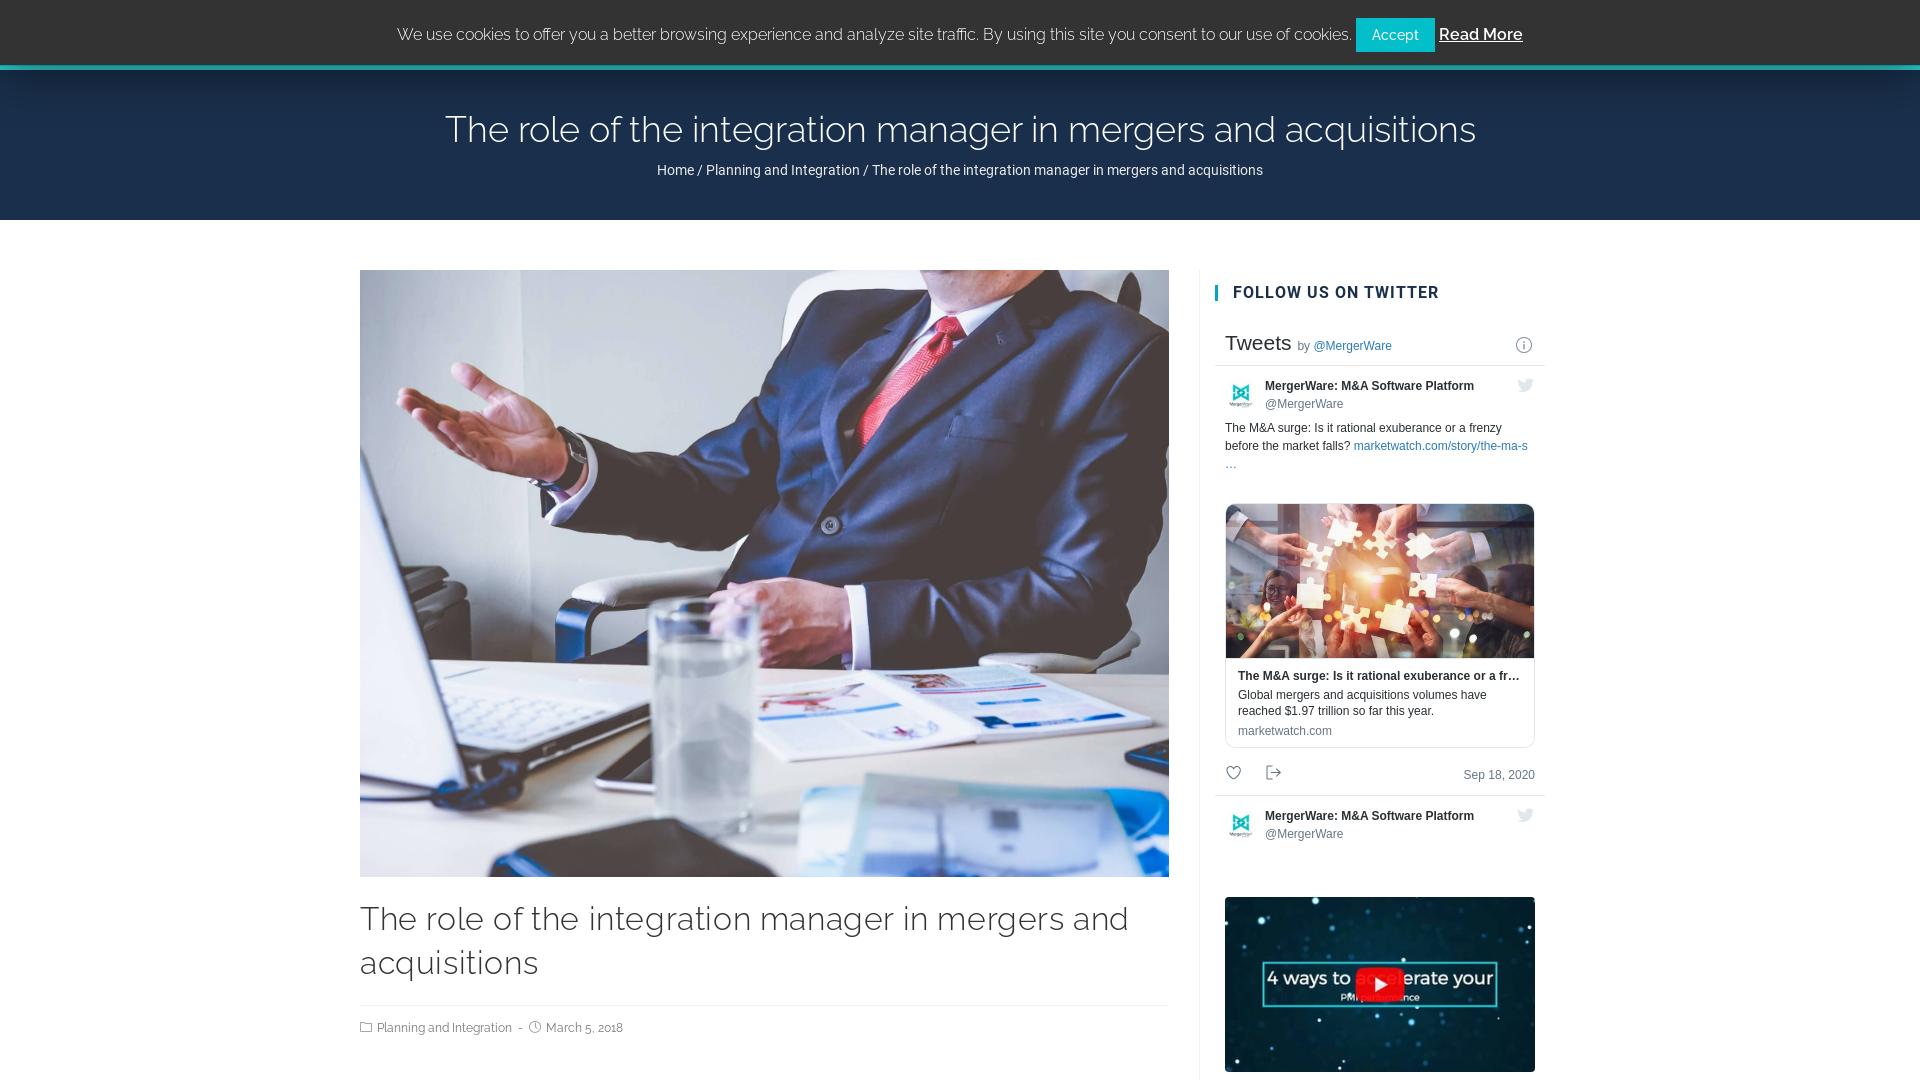 We use cookies to offer you a better browsing experience and analyze site traffic. By using this site you consent to our use of cookies. Accept Read More
The role of the integration manager in mergers and acquisitions
Home / Planning and Integration / The role of the integration manager in mergers and acquisitions
FOLLOW US ON TWITTER
Tweets by @MergerWare
MergerWare: M&A Software Platform
@MergerWare
The M&A surge: Is it rational exuberance or a frenzy
before the market falls? marketwatch.com/story/the-ma-s
…
The M&A surge: Is it rational exuberance or a fr…
Global mergers and acquisitions volumes have
reached $1.97 trillion so far this year.
marketwatch.com
Sep 18, 2020
MergerWare: M&A Software Platform
@MergerWare
4 ways to accelerate your
PMI performance
The role of the integration manager in mergers and
acquisitions
Planning and Integration - March 5, 2018